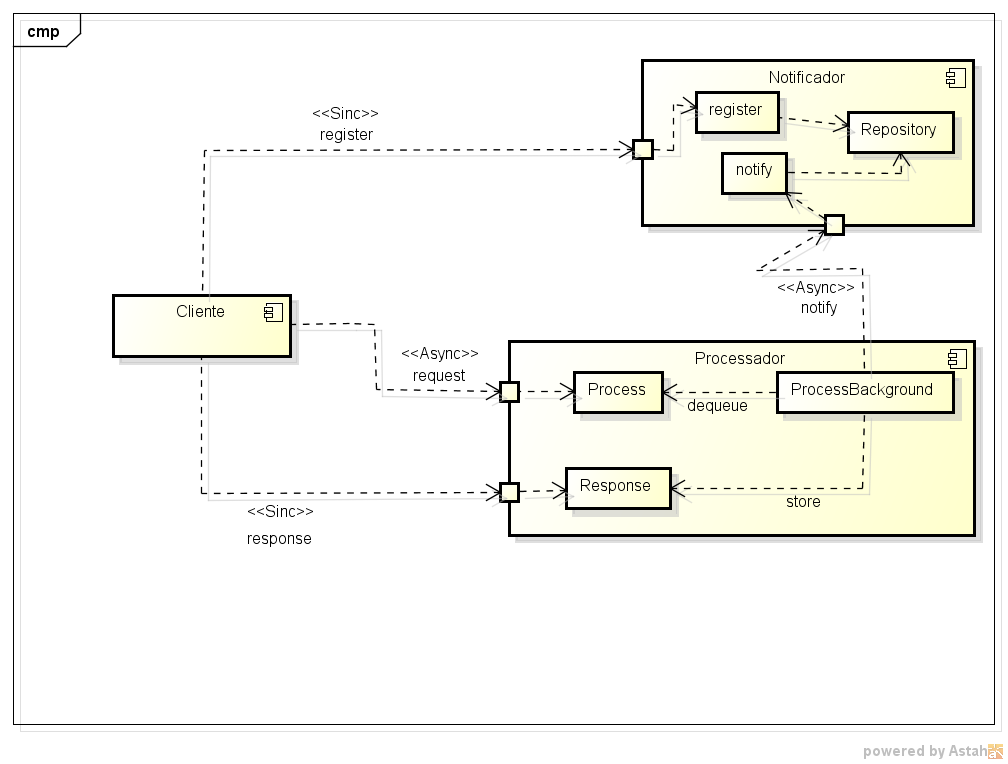 cmp
Notificador
register
Repository
notify
<<Sinc>>
register
<<Async>>
notify
Cliente
<<Async>>
request
Processador
Process
ProcessBackground
dequeue
Response
store
<<Sinc>>
response
powered by Astah